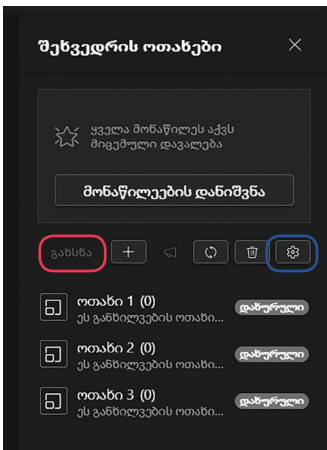 შეხვედრის ოთახები
ყველა მონაწილეს აქვს
მიცემული დავალება
მონაწილეების დანიშვნა
გახსნა
ოთახი 1 (0)
დახურული
ეს განხილვების ოთახი...
ოთახი 2 (0)
დახურული
ეს განხილვების ოთახი...
ოთახი 3 (0)
დახურული
ეს განხილვების ოთახი...